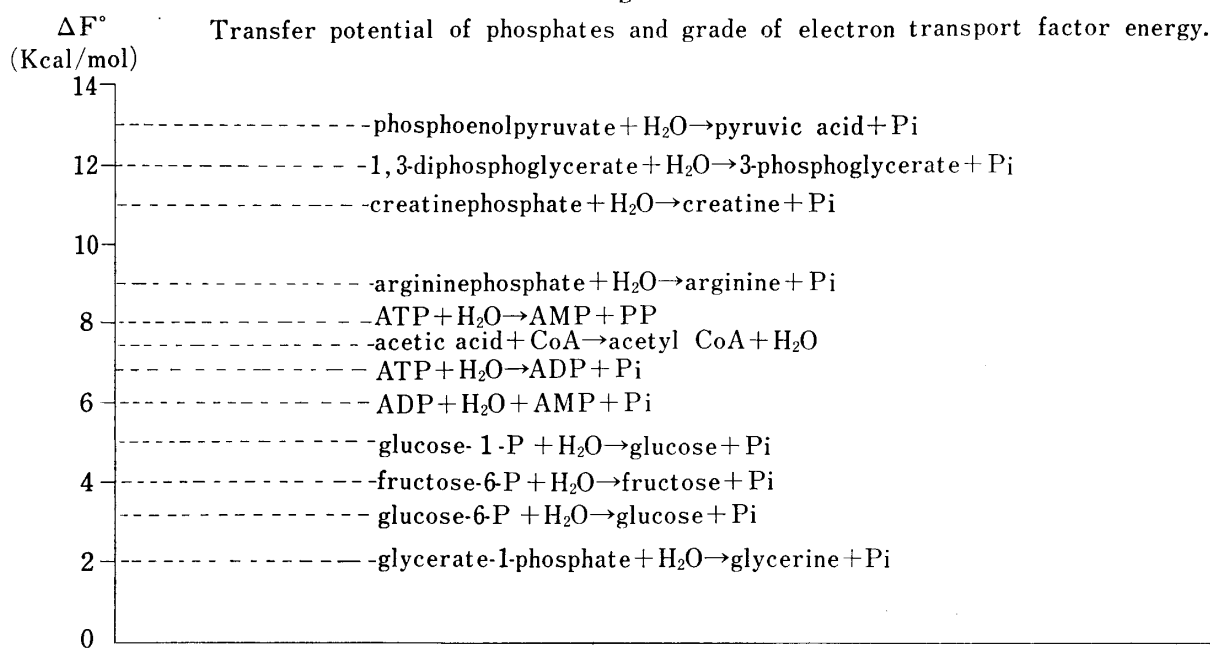 ΔF°
(Kcal/mol)
Transfer potential of phosphates and grade of electron transport factor energy.
14
phosphoenolpyruvate+H₂O→pyruvic acid+Pi
12
1,3-diphosphoglycerate+H₂O→3-phosphoglycerate+Pi
creatinephosphate+H₂O→creatine+Pi
10
argininephosphate+H₂O→arginine+Pi
8
ATP+H₂O→AMP+PP
acetic acid+CoA→acetyl CoA+H₂O
ATP+H₂O→ADP+Pi
6
ADP+H₂O+AMP+Pi
glucose-1-P+H₂O→glucose+Pi
4
fructose-6-P+H₂O→fructose+Pi
glucose-6-P+H₂O→glucose+Pi
2
glycerate-1-phosphate+H₂O→glycerine+Pi
0